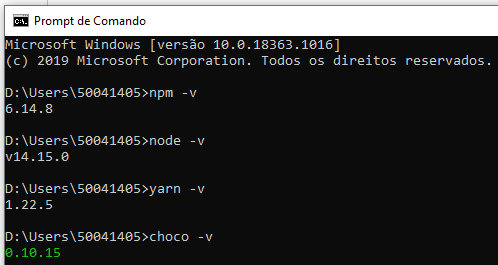 Prompt de Comando
Microsoft Windows [versão 10.0.18363.1016]
(c) 2019 Microsoft Corporation. Todos os direitos reservados.
D:\Users\50041405>npm -v
6.14.8
D:\Users\50041405>node -v
v14.15.0
D:\Users\50041405>yarn -v
1.22.5
D:\Users\50041405>choco -v
0.10.15